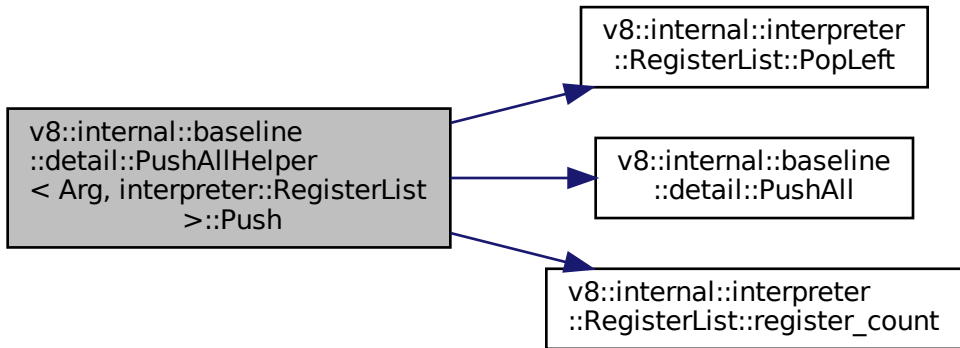 v8::internal::baseline
::detail::PushAllHelper
< Arg, interpreter::RegisterList
>::Push
v8::internal::interpreter
::RegisterList::PopLeft
v8::internal::baseline
::detail::PushAll
v8::internal::interpreter
::RegisterList::register_count